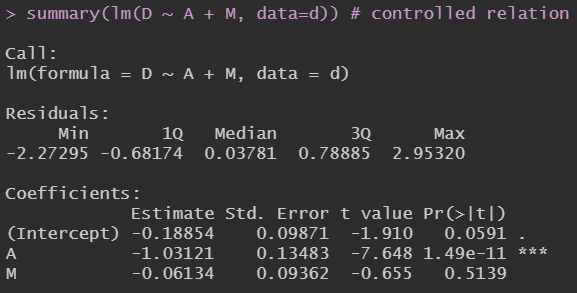 > summary(lm(D ~ A + M, data=d)) # controlled relation
Call:
lm(formula = D ~ A + M, data = d)
Residuals:
Min 1Q Median 3Q Max
-2.27295 -0.68174 0.03781 0.78885 2.95320
Coefficients:
Estimate Std. Error t value Pr(>|t|)
(Intercept) -0.18854 0.09871 -1.910 0.0591 .
A -1.03121 0.13483 -7.648 1.49e-11 ***
M -0.06134 0.09362 -0.655 0.5139